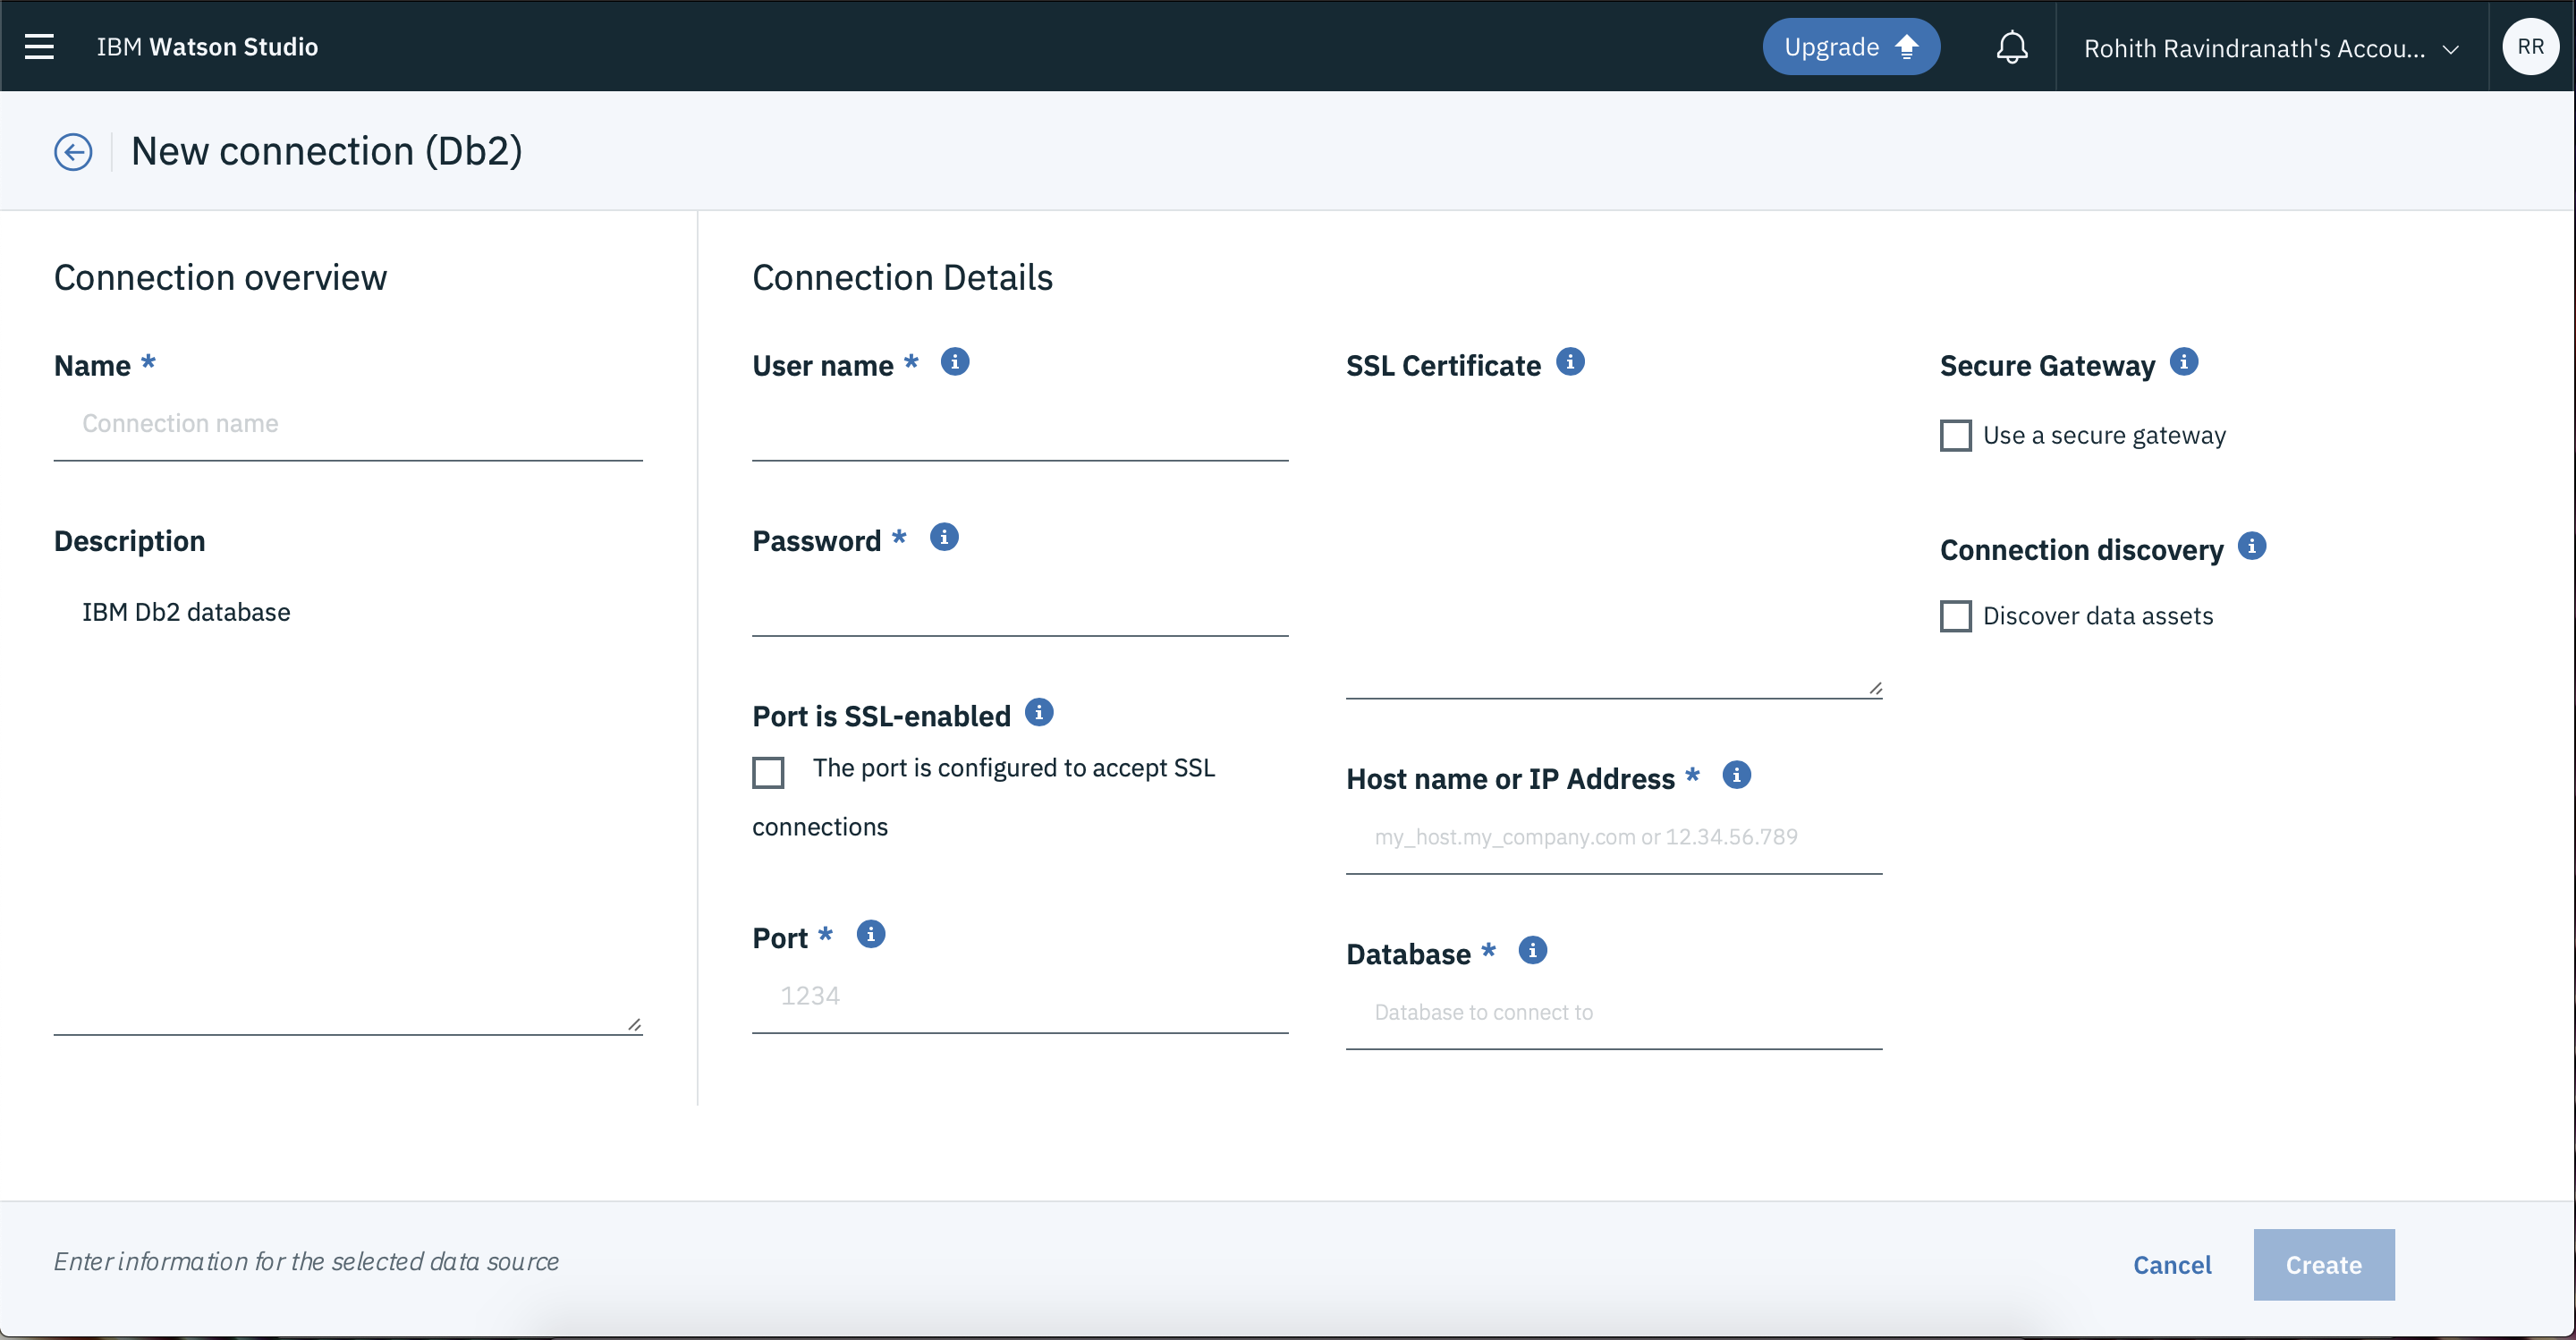 IBM Watson Studio
Upgrade
Rohith Ravindranath's Accou...
RR
New connection (Db2)
Connection overview
Name *
Connection name
Description
IBM Db2 database
Connection Details
User name *
Password *
Port is SSL-enabled
The port is configured to accept SSL
connections
Port *
1234
SSL Certificate
Host name or IP Address *
my_host.my_company.com or 12.34.56.789
Database *
Database to connect to
Secure Gateway
Use a secure gateway
Connection discovery
Discover data assets
Enter information for the selected data source
Cancel
Create